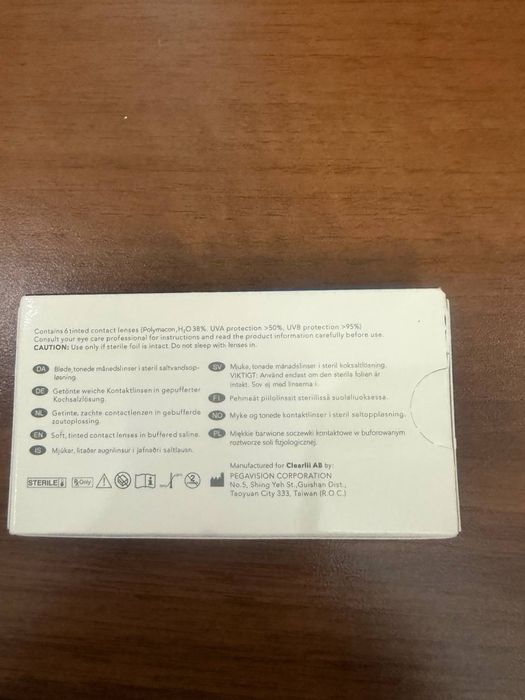 Contains 6 tinted contact lenses (Polymacon, H₂O 38%. UVA protection >50%, UVB protection >95%)
Consult your eye care professional for instructions and read the product information carefully before use.
CAUTION: Use only if sterile foil is intact. Do not sleep with lenses in.
DA Bløde, tonede månedslinser i steril saltvandsop-
løsning.
DE Getönte weiche Kontaktlinsen in gepufferter
Kochsalzlösung.
NL Getinte, zachte contactlenzen in gebufferde
zoutoplossing.
EN Soft, tinted contact lenses in buffered saline.
IS Mjúkar, litaðar augnlinsur í jafnaðri saltlausn.
SV Mjuka, tonade månadslinser i steril koksaltlösning.
VIKTIGT: Använd endast om den sterila folien är
intakt. Sov ej med linserna i.
FI Pehmeät piilolinssit steriilissä suolaliuoksessa.
NO Myke og tonede kontaktlinser i steril saltoppløsning.
PL Miękkie barwione soczewki kontaktowe w buforowanym
roztworze soli fizjologicznej.
STERILE
Rx Only
Manufactured for Clearlii AB by:
PEGAVISION CORPORATION
No.5, Shing Yeh St., Guishan Dist.,
Taoyuan City 333, Taiwan (R.O.C.)